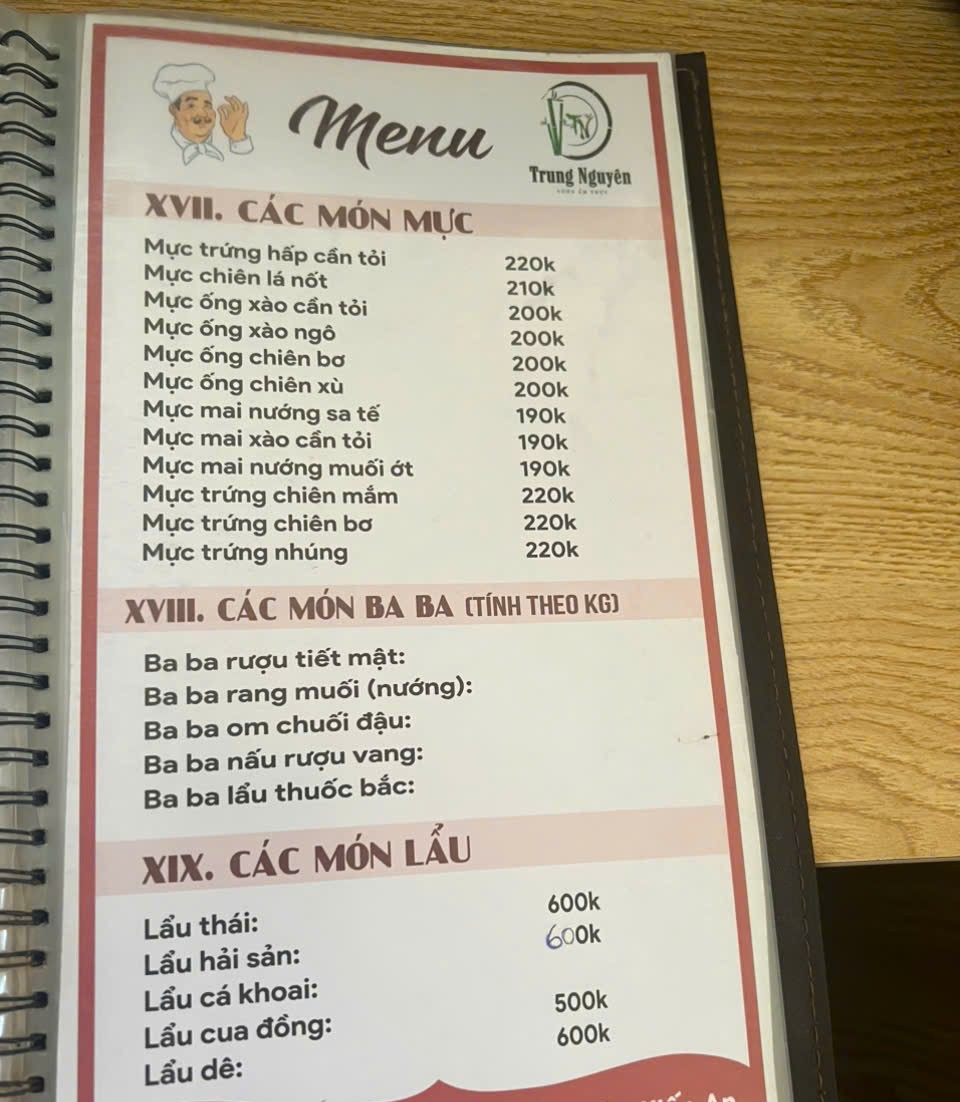 Menu
TN
Trung Nguyên
XVII. CÁC MÓN MỰC
Mực trứng hấp cần tỏi 220k
Mực chiên lá nốt 210k
Mực ống xào cần tỏi 200k
Mực ống xào ngô 200k
Mực ống chiên bơ 200k
Mực ống chiên xù 200k
Mực mai nướng sa tế 190k
Mực mai xào cần tỏi 190k
Mực mai nướng muối ớt 190k
Mực trứng chiên mắm 220k
Mực trứng chiên bơ 220k
Mực trứng nhúng 220k
XVIII. CÁC MÓN BA BA (TÍNH THEO KG)
Ba ba rượu tiết mật:
Ba ba rang muối (nướng):
Ba ba om chuối đậu:
Ba ba nấu rượu vang:
Ba ba lẩu thuốc bắc:
XIX. CÁC MÓN LẨU
Lẩu thái: 600k
Lẩu hải sản: 600k
Lẩu cá khoai:
Lẩu cua đồng: 500k
Lẩu dê: 600k